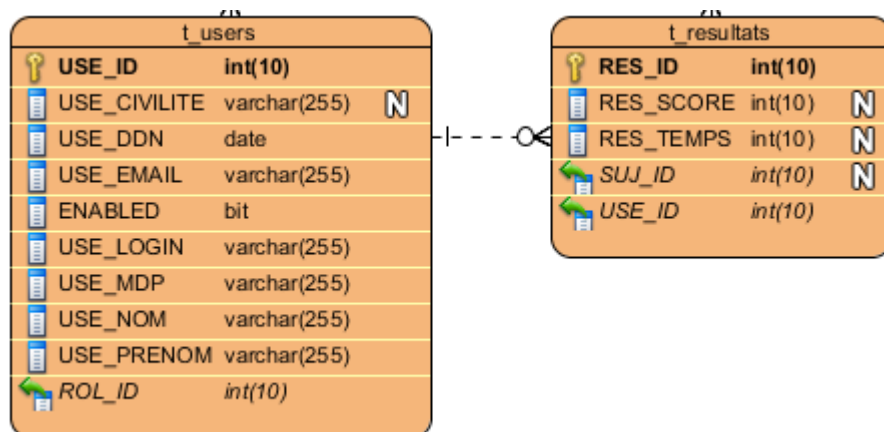 t_users
USE_ID int(10)
USE_CIVILITE varchar(255) N
USE_DDN date
USE_EMAIL varchar(255)
ENABLED bit
USE_LOGIN varchar(255)
USE_MDP varchar(255)
USE_NOM varchar(255)
USE_PRENOM varchar(255)
ROL_ID int(10)
t_resultats
RES_ID int(10)
RES_SCORE int(10) N
RES_TEMPS int(10) N
SUJ_ID int(10) N
USE_ID int(10)